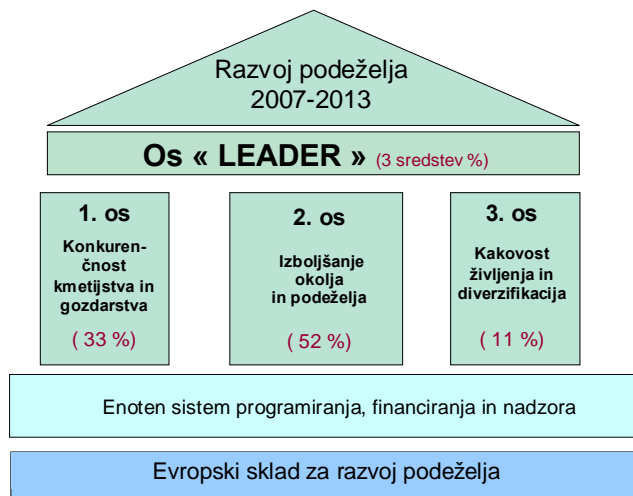 Razvoj podeželja
2007-2013
Os « LEADER » (3 sredstev %)
1. os
Konkuren-
čnost
kmetijstva in
gozdarstva
( 33 %)
2. os
Izboljšanje
okolja
in podeželja
( 52 %)
3. os
Kakovost
življenja in
diverzifikacija
( 11 %)
Enoten sistem programiranja, financiranja in nadzora
Evropski sklad za razvoj podeželja